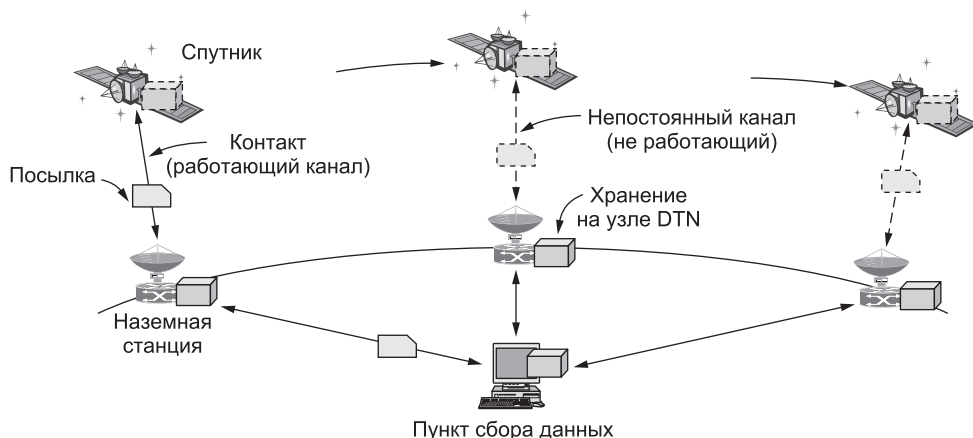 Спутник
Контакт
(работающий канал)
Посылка
Непостоянный канал
(не работающий)
Хранение
на узле DTN
Наземная
станция
Пункт сбора данных